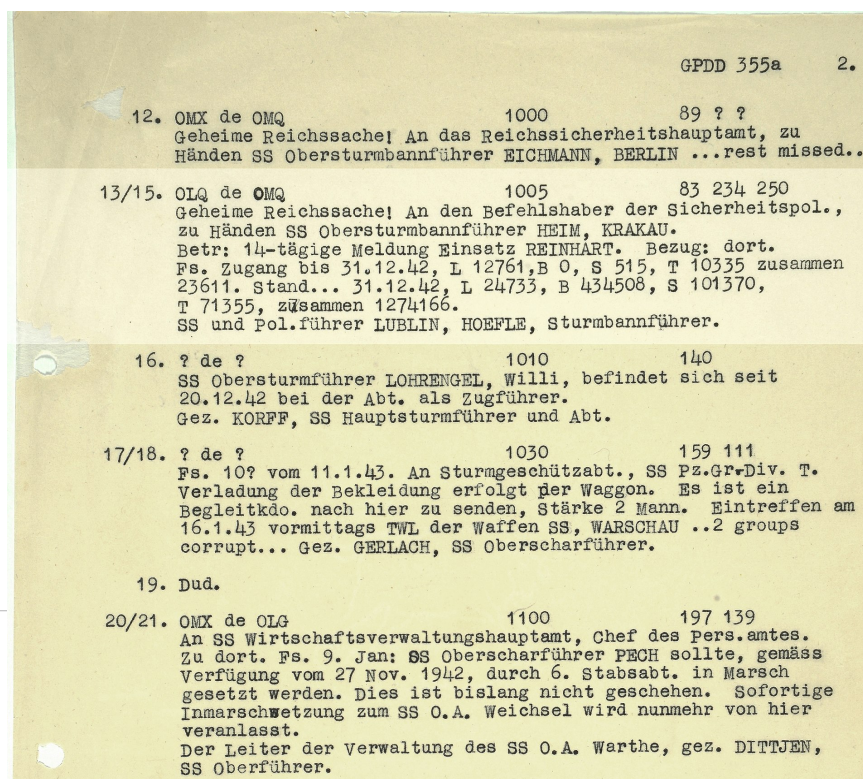 GPDD 355a 2.
12. OMX de OMQ 1000 89 ? ?
Geheime Reichssache! An das Reichssicherheitshauptamt, zu
Händen SS Obersturmbannführer EICHMANN, BERLIN ...rest missed..
13/15. OLQ de OMQ 1005 83 234 250
Geheime Reichssache! An den Befehlshaber der Sicherheitspol.,
zu Händen SS Obersturmbannführer HEIM, KRAKAU.
Betr: 14-tägige Meldung Einsatz REINHART. Bezug: dort.
Fs. Zugang bis 31.12.42, L 12761,B 0, S 515, T 10335 zusammen
23611. Stand... 31.12.42, L 24733, B 434508, S 101370,
T 71355, zusammen 1274166.
SS und Pol.führer LUBLIN, HOEFLE, Sturmbannführer.
16. ? de ? 1010 140
SS Obersturmführer LOHRENGEL, Willi, befindet sich seit
20.12.42 bei der Abt. als Zugführer.
Gez. KORFF, SS Hauptsturmführer und Abt.
17/18. ? de ? 1030 159 111
Fs. 10? vom 11.1.43. An Sturmgeschützabt., SS Pz.Gr.Div. T.
Verladung der Bekleidung erfolgt per Waggon. Es ist ein
Begleitkdo. nach hier zu senden, Stärke 2 Mann. Eintreffen am
16.1.43 vormittags TWL der Waffen SS, WARSCHAU ..2 groups
corrupt... Gez. GERLACH, SS Oberscharführer.
19. Dud.
20/21. OMX de OLG 1100 197 139
An SS Wirtschaftsverwaltungshauptamt, Chef des Pers.amtes.
Zu dort. Fs. 9. Jan: SS Oberscharführer PECH sollte, gemäss
Verfügung vom 27 Nov. 1942, durch 6. Stabsabt. in Marsch
gesetzt werden. Dies ist bislang nicht geschehen. Sofortige
Inmarschwetzung zum SS O.A. Weichsel wird nunmehr von hier
veranlasst.
Der Leiter der Verwaltung des SS O.A. Warthe, gez. DITTJEN,
SS Oberführer.